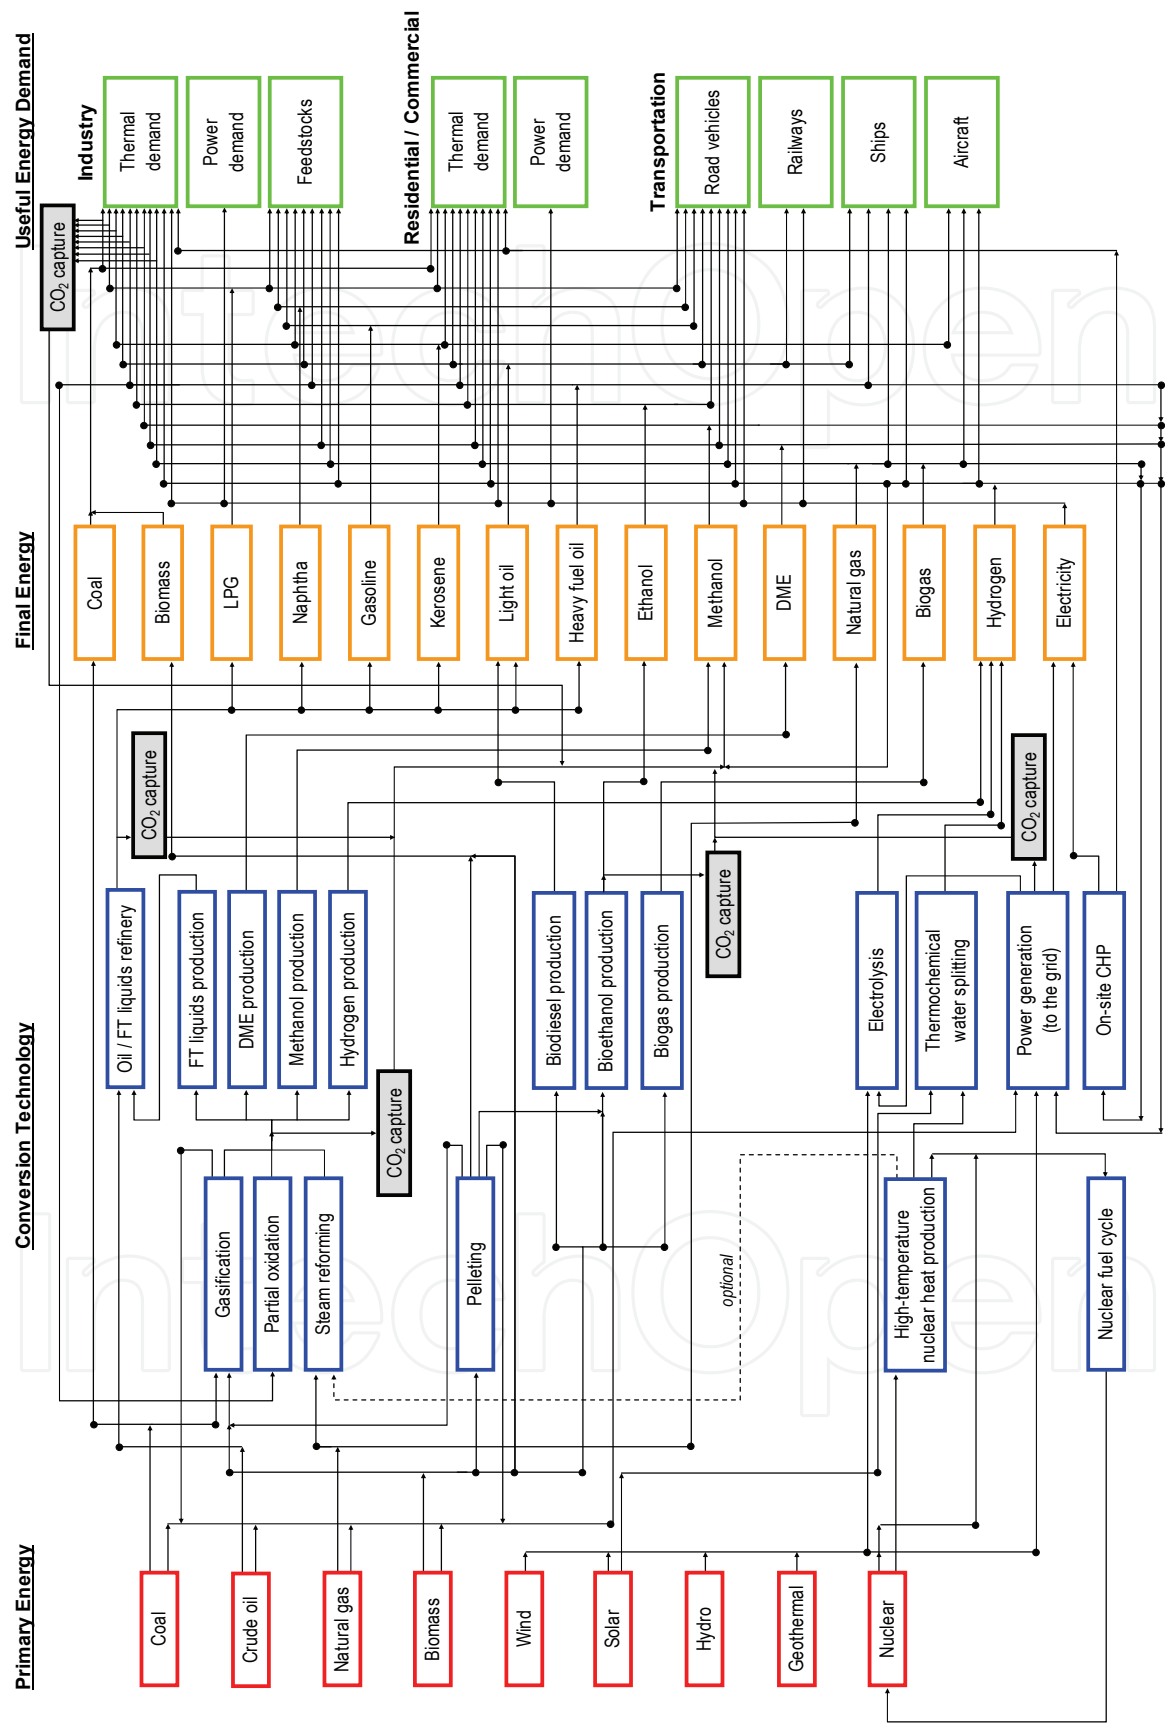 Primary Energy
Coal
Crude oil
Natural gas
Biomass
Wind
Solar
Hydro
Geothermal
Nuclear
Conversion Technology
Gasification
Partial oxidation
Steam reforming
Pelleting
optional
High-temperature
nuclear heat production
Nuclear fuel cycle
CO2 capture
Oil / FT liquids refinery
FT liquids production
DME production
Methanol production
Hydrogen production
Biodiesel production
Bioethanol production
Biogas production
Electrolysis
Thermochemical
water splitting
Power generation
(to the grid)
On-site CHP
CO2 capture
CO2 capture
CO2 capture
Final Energy
Coal
Biomass
LPG
Naphtha
Gasoline
Kerosene
Light oil
Heavy fuel oil
Ethanol
Methanol
DME
Natural gas
Biogas
Hydrogen
Electricity
Useful Energy Demand
CO2 capture
Industry
Thermal
demand
Power
demand
Feedstocks
Residential / Commercial
Thermal
demand
Power
demand
Transportation
Road vehicles
Railways
Ships
Aircraft
IntechOpen
IntechOpen